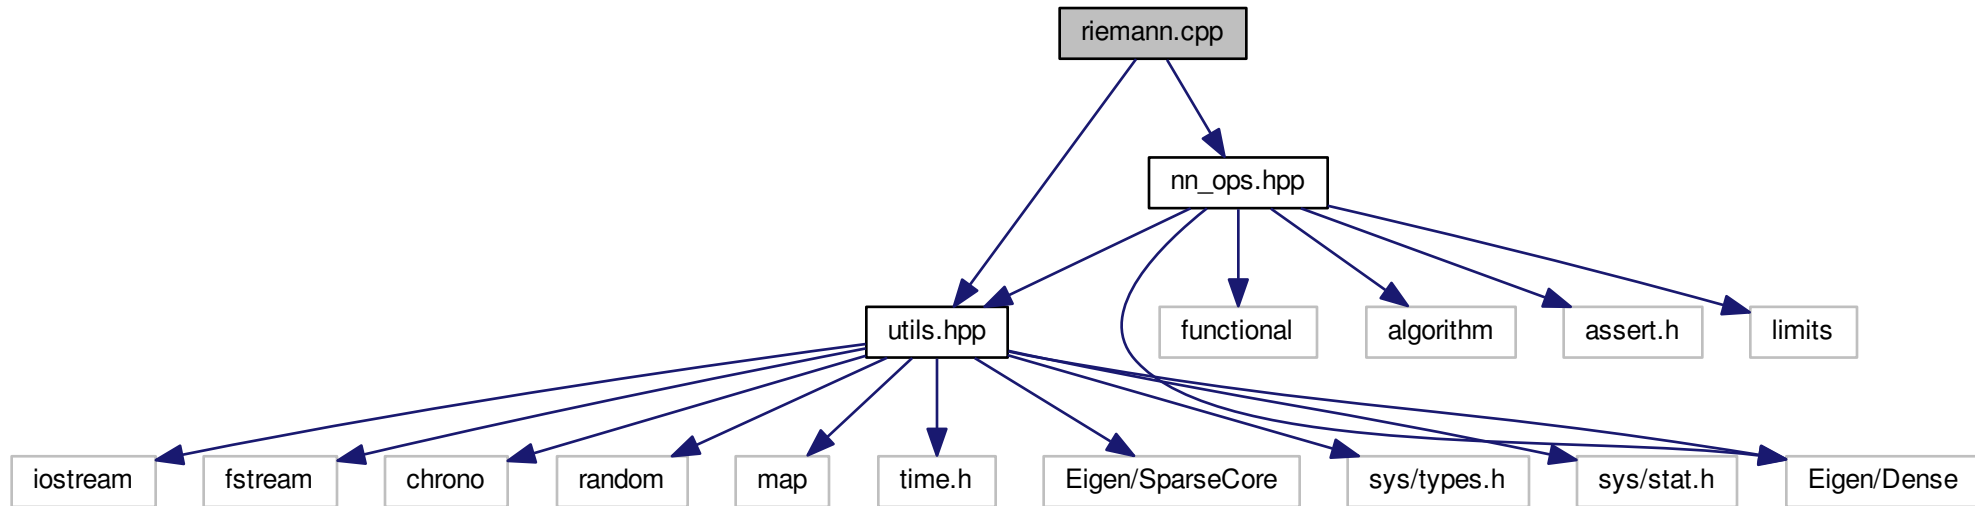 riemann.cpp
nn_ops.hpp
utils.hpp
functional
algorithm
assert.h
limits
iostream
fstream
chrono
random
map
time.h
Eigen/SparseCore
sys/types.h
sys/stat.h
Eigen/Dense